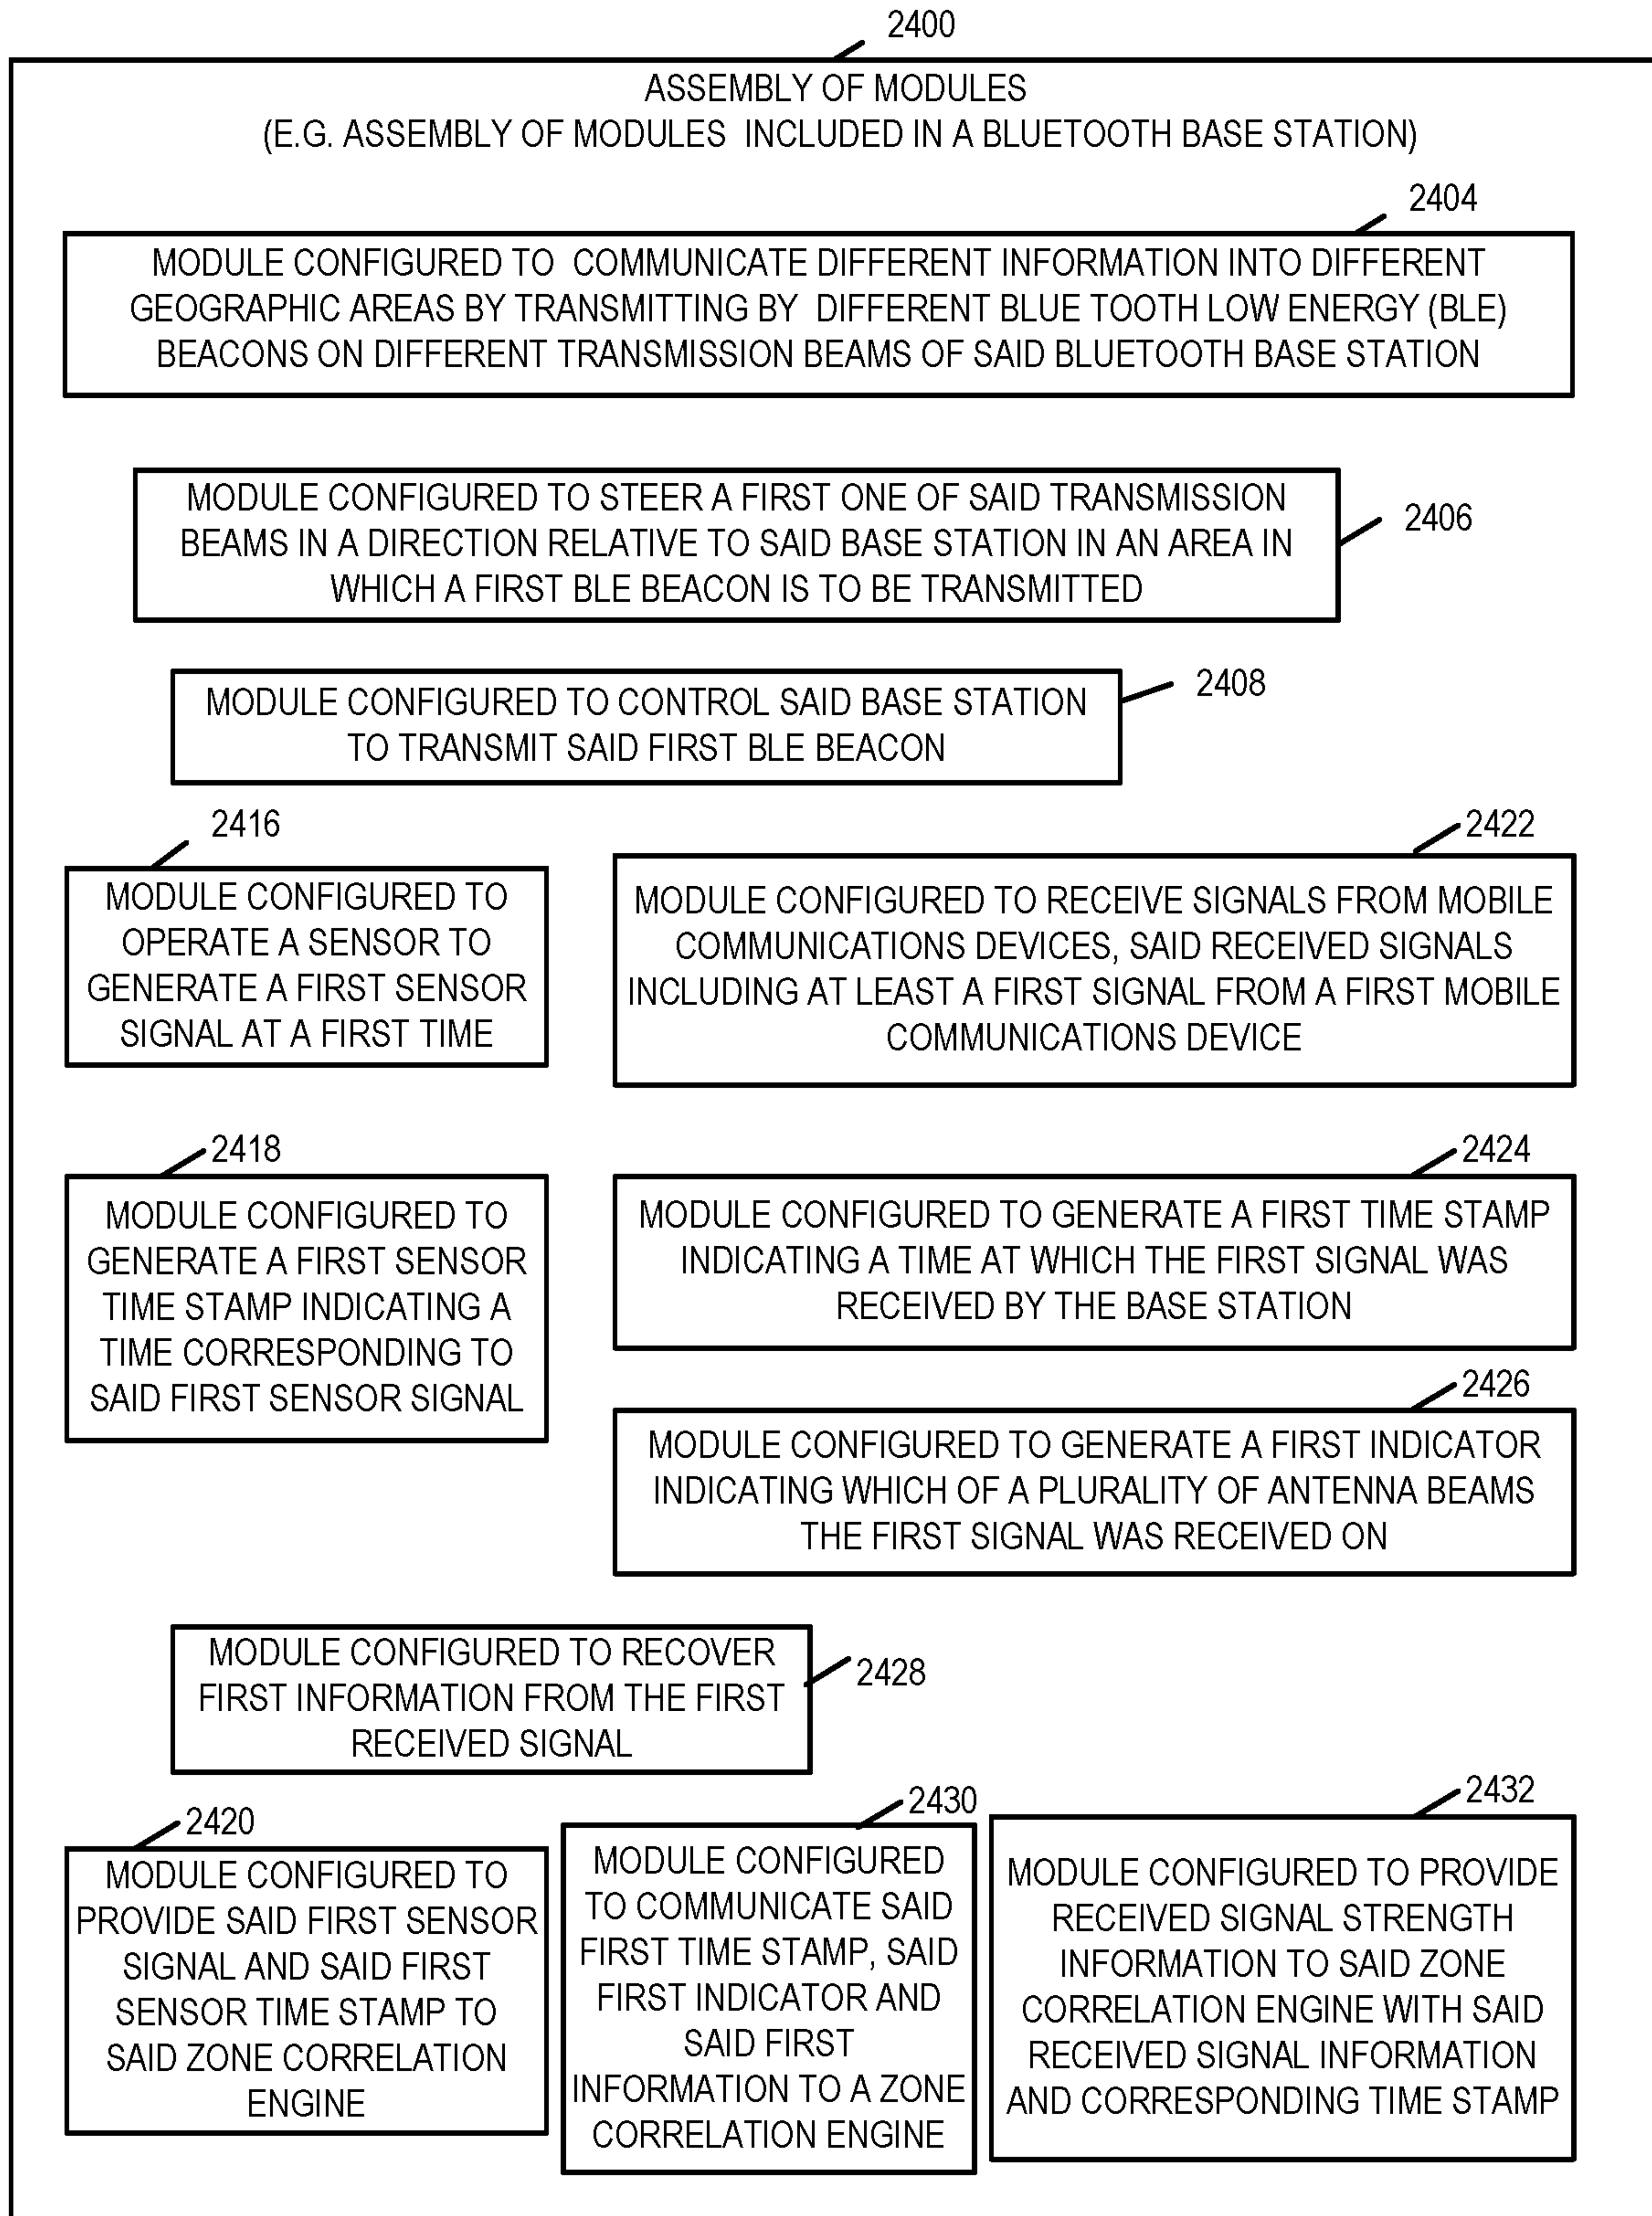 2400
ASSEMBLY OF MODULES
(E.G. ASSEMBLY OF MODULES INCLUDED IN A BLUETOOTH BASE STATION)
2404
MODULE CONFIGURED TO COMMUNICATE DIFFERENT INFORMATION INTO DIFFERENT
GEOGRAPHIC AREAS BY TRANSMITTING BY DIFFERENT BLUE TOOTH LOW ENERGY (BLE)
BEACONS ON DIFFERENT TRANSMISSION BEAMS OF SAID BLUETOOTH BASE STATION
MODULE CONFIGURED TO STEER A FIRST ONE OF SAID TRANSMISSION
BEAMS IN A DIRECTION RELATIVE TO SAID BASE STATION IN AN AREA IN
WHICH A FIRST BLE BEACON IS TO BE TRANSMITTED
2406
MODULE CONFIGURED TO CONTROL SAID BASE STATION
TO TRANSMIT SAID FIRST BLE BEACON
2408
2416
MODULE CONFIGURED TO
OPERATE A SENSOR TO
GENERATE A FIRST SENSOR
SIGNAL AT A FIRST TIME
2422
MODULE CONFIGURED TO RECEIVE SIGNALS FROM MOBILE
COMMUNICATIONS DEVICES, SAID RECEIVED SIGNALS
INCLUDING AT LEAST A FIRST SIGNAL FROM A FIRST MOBILE
COMMUNICATIONS DEVICE
2418
MODULE CONFIGURED TO
GENERATE A FIRST SENSOR
TIME STAMP INDICATING A
TIME CORRESPONDING TO
SAID FIRST SENSOR SIGNAL
2424
MODULE CONFIGURED TO GENERATE A FIRST TIME STAMP
INDICATING A TIME AT WHICH THE FIRST SIGNAL WAS
RECEIVED BY THE BASE STATION
2426
MODULE CONFIGURED TO GENERATE A FIRST INDICATOR
INDICATING WHICH OF A PLURALITY OF ANTENNA BEAMS
THE FIRST SIGNAL WAS RECEIVED ON
MODULE CONFIGURED TO RECOVER
FIRST INFORMATION FROM THE FIRST
RECEIVED SIGNAL
2428
2420
MODULE CONFIGURED TO
PROVIDE SAID FIRST SENSOR
SIGNAL AND SAID FIRST
SENSOR TIME STAMP TO
SAID ZONE CORRELATION
ENGINE
2430
MODULE CONFIGURED
TO COMMUNICATE SAID
FIRST TIME STAMP, SAID
FIRST INDICATOR AND
SAID FIRST
INFORMATION TO A ZONE
CORRELATION ENGINE
2432
MODULE CONFIGURED TO PROVIDE
RECEIVED SIGNAL STRENGTH
INFORMATION TO SAID ZONE
CORRELATION ENGINE WITH SAID
RECEIVED SIGNAL INFORMATION
AND CORRESPONDING TIME STAMP